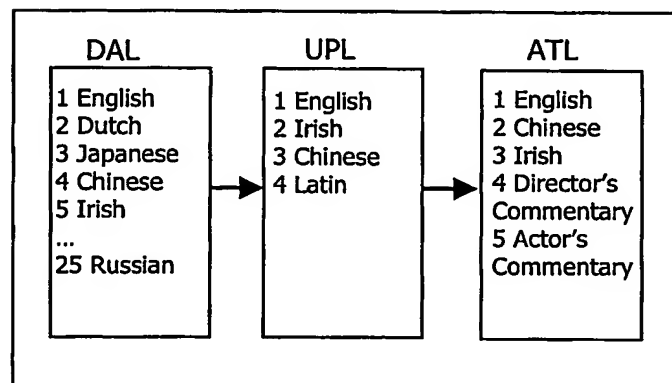 DAL
1 English
2 Dutch
3 Japanese
4 Chinese
5 Irish
...
25 Russian
UPL
1 English
2 Irish
3 Chinese
4 Latin
ATL
1 English
2 Chinese
3 Irish
4 Director's
Commentary
5 Actor's
Commentary